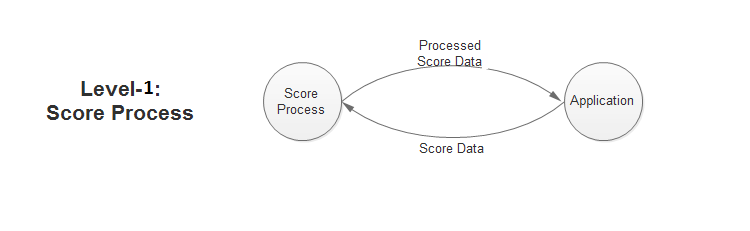 Level-1:
Score Process
Processed
Score Data
Score
Process
Application
Score Data